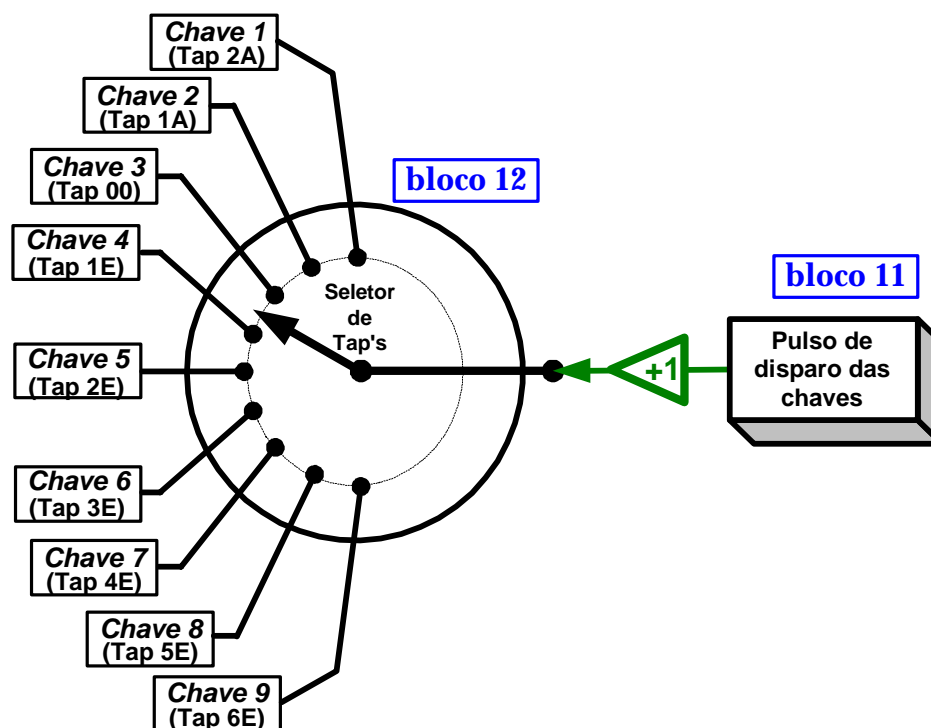 Chave 1
(Tap 2A)
Chave 2
(Tap 1A)
Chave 3
(Tap 00)
Chave 4
(Tap 1E)
Chave 5
(Tap 2E)
Chave 6
(Tap 3E)
Chave 7
(Tap 4E)
Chave 8
(Tap 5E)
Chave 9
(Tap 6E)
bloco 12
Seletor
de
Tap's
+1
bloco 11
Pulso de
disparo das
chaves